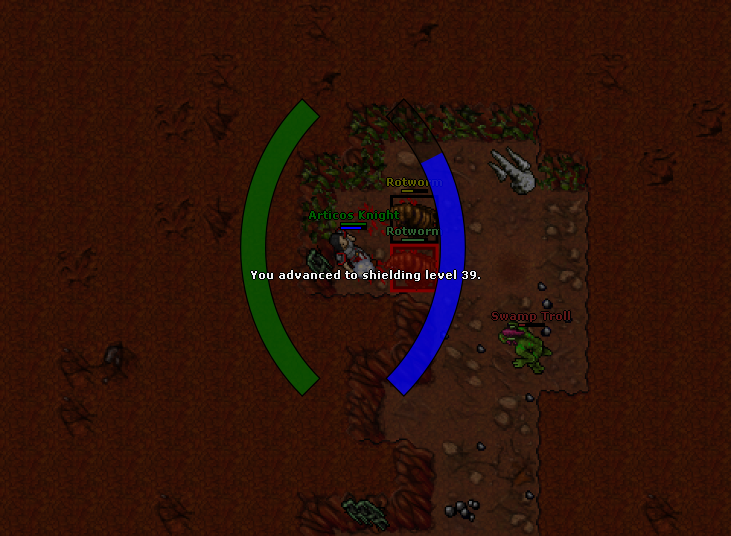 Rotworm
Articos Knight
Rotworm
You advanced to shielding level 39.
Swamp Troll